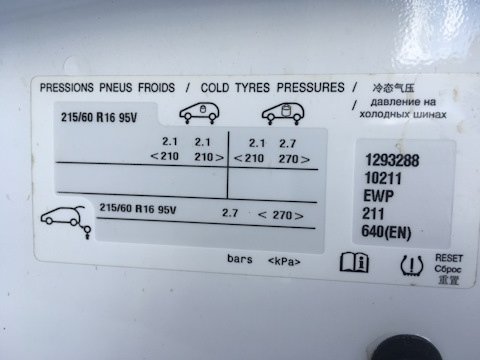 PRESSIONS PNEUS FROIDS / COLD TYRES PRESSURES / 冷态气压
/ давление на
холодных шинах
215/60 R16 95V
2.1 2.1 2.1 2.7
<210 210> <210 270>
215/60 R16 95V 2.7 <270>
1293288
10211
EWP
211
640(EN)
bars <kPa>
RESET
Сброс
重置